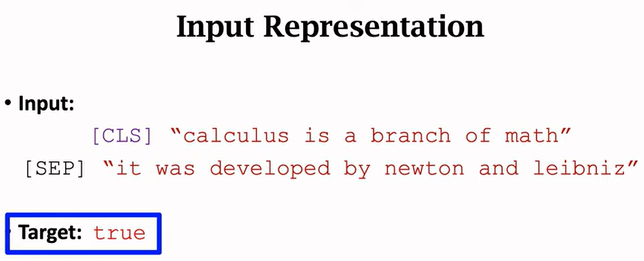 Input Representation
• Input:
[CLS] “calculus is a branch of math”
[SEP] “it was developed by newton and leibniz”
• Target: true